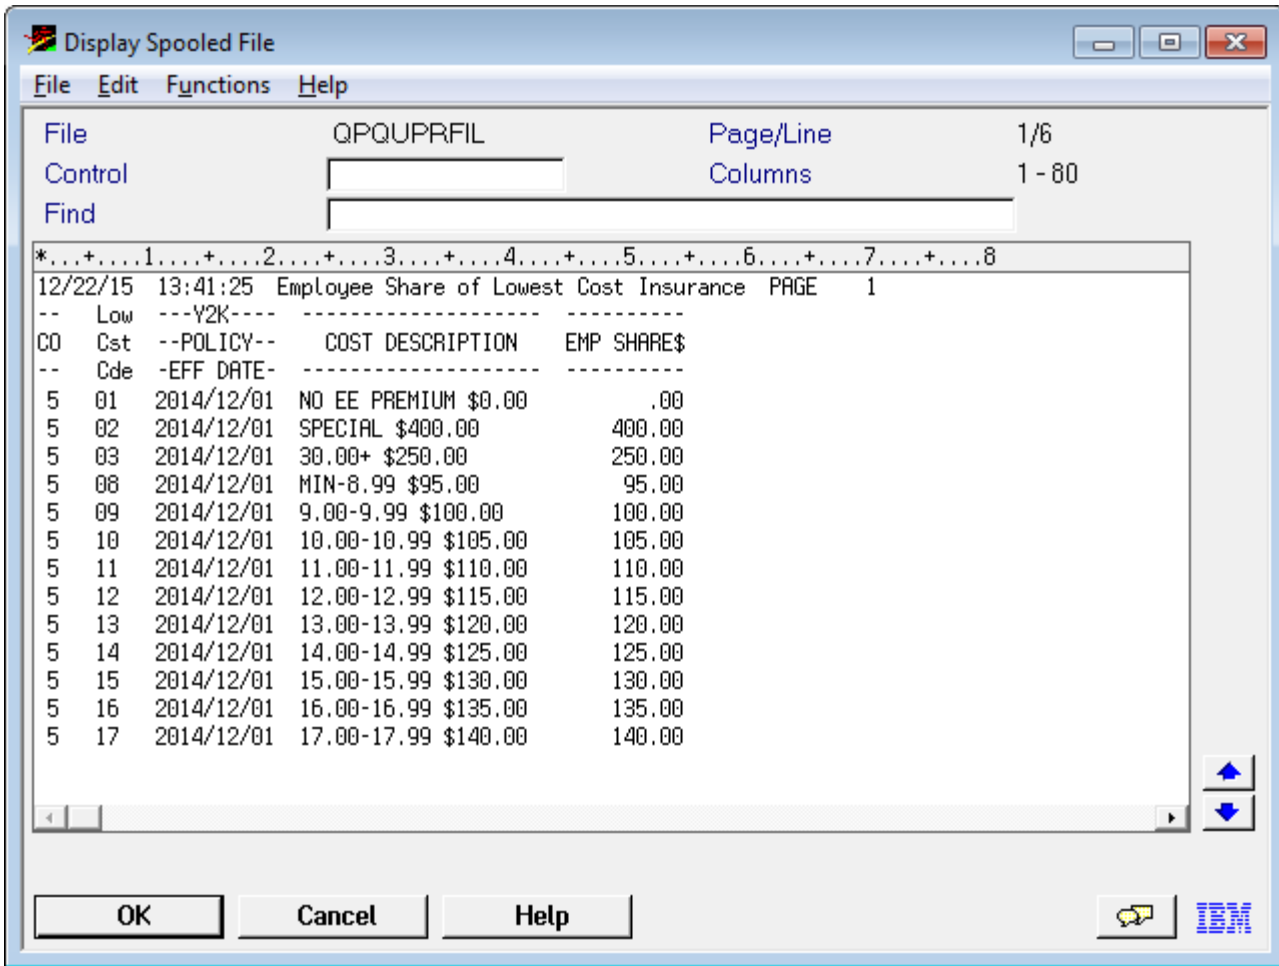 Display Spooled File
File Edit Functions Help
File QPQUPRFIL Page/Line 1/6
Control Columns 1 - 80
Find
*...+....1....+....2....+....3....+....4....+....5....+....6....+....7....+....8
12/22/15  13:41:25  Employee Share of Lowest Cost Insurance  PAGE    1
--   Low  ---Y2K----  --------------------  ----------
CO   Cst  --POLICY--    COST DESCRIPTION    EMP SHARE$
--   Cde  -EFF DATE-  --------------------  ----------
 5   01   2014/12/01  NO EE PREMIUM $0.00          .00
 5   02   2014/12/01  SPECIAL $400.00           400.00
 5   03   2014/12/01  30.00+ $250.00            250.00
 5   08   2014/12/01  MIN-8.99 $95.00            95.00
 5   09   2014/12/01  9.00-9.99 $100.00         100.00
 5   10   2014/12/01  10.00-10.99 $105.00       105.00
 5   11   2014/12/01  11.00-11.99 $110.00       110.00
 5   12   2014/12/01  12.00-12.99 $115.00       115.00
 5   13   2014/12/01  13.00-13.99 $120.00       120.00
 5   14   2014/12/01  14.00-14.99 $125.00       125.00
 5   15   2014/12/01  15.00-15.99 $130.00       130.00
 5   16   2014/12/01  16.00-16.99 $135.00       135.00
 5   17   2014/12/01  17.00-17.99 $140.00       140.00
OK Cancel Help IBM